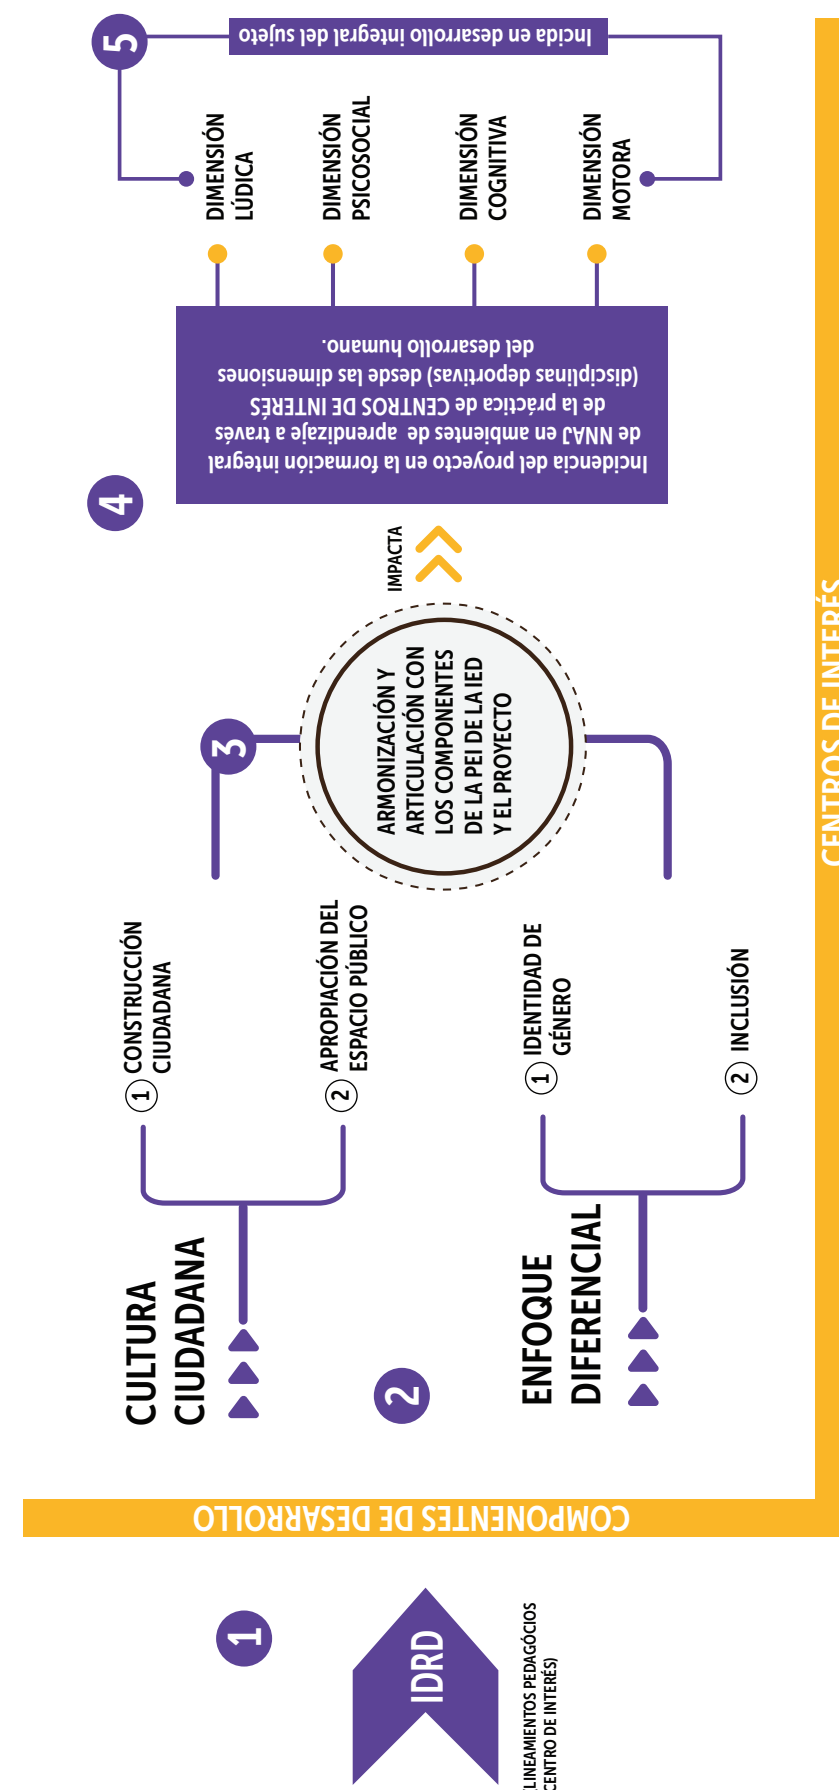 1
IDRD
LINEAMIENTOS PEDAGÓCIOS
CENTRO DE INTERÉS)
COMPONENTES DE DESARROLLO
2
CULTURA
CIUDADANA
1 CONSTRUCCIÓN
CIUDADANA
2 APROPIACIÓN DEL
ESPACIO PÚBLICO
ENFOQUE
DIFERENCIAL
1 IDENTIDAD DE
GÉNERO
2 INCLUSIÓN
3
ARMONIZACIÓN Y
ARTICULACIÓN CON
LOS COMPONENTES
DE LA PEI DE LA IED
Y EL PROYECTO
IMPACTA
4
Incidencia del proyecto en la formación integral
de NNAJ en ambientes de aprendizaje a través
de la práctica de CENTROS DE INTERÉS
(disciplinas deportivas) desde las dimensiones
del desarrollo humano.
DIMENSIÓN
LÚDICA
DIMENSIÓN
PSICOSOCIAL
DIMENSIÓN
COGNITIVA
DIMENSIÓN
MOTORA
5
Incida en desarrollo integral del sujeto
CENTROS DE INTERÉS